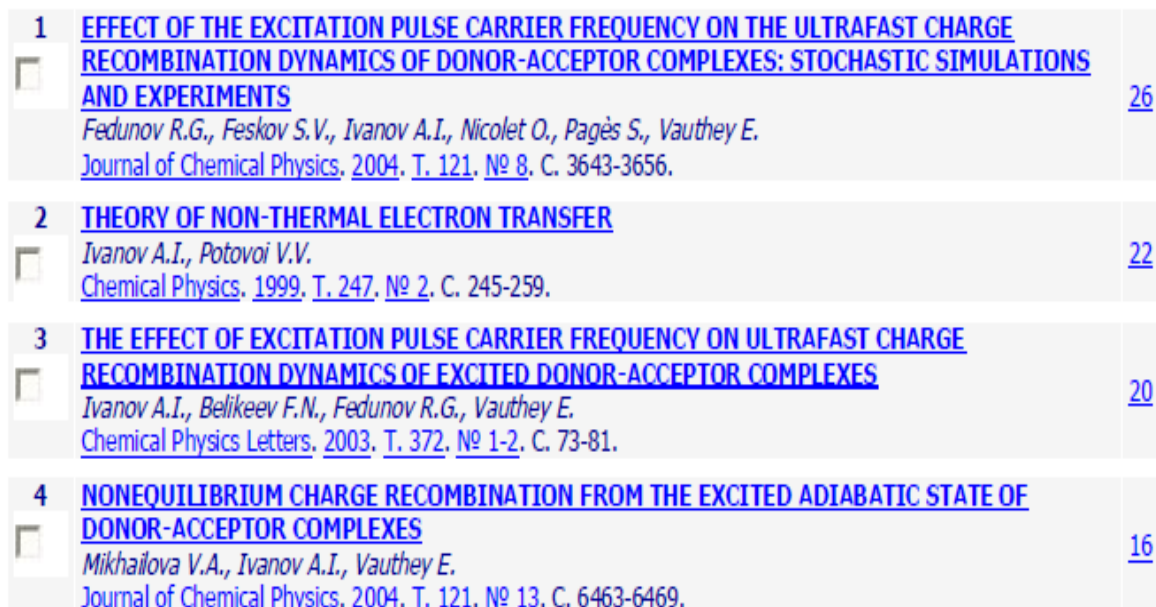 1 EFFECT OF THE EXCITATION PULSE CARRIER FREQUENCY ON THE ULTRAFAST CHARGE
RECOMBINATION DYNAMICS OF DONOR-ACCEPTOR COMPLEXES: STOCHASTIC SIMULATIONS
AND EXPERIMENTS
26
Fedunov R.G., Feskov S.V., Ivanov A.I., Nicolet O., Pagès S., Vauthey E.
Journal of Chemical Physics. 2004. Т. 121. № 8. С. 3643-3656.
2 THEORY OF NON-THERMAL ELECTRON TRANSFER
Ivanov A.I., Potovoi V.V.
22
Chemical Physics. 1999. Т. 247. № 2. С. 245-259.
3 THE EFFECT OF EXCITATION PULSE CARRIER FREQUENCY ON ULTRAFAST CHARGE
RECOMBINATION DYNAMICS OF EXCITED DONOR-ACCEPTOR COMPLEXES
20
Ivanov A.I., Belikeev F.N., Fedunov R.G., Vauthey E.
Chemical Physics Letters. 2003. Т. 372. № 1-2. С. 73-81.
4 NONEQUILIBRIUM CHARGE RECOMBINATION FROM THE EXCITED ADIABATIC STATE OF
DONOR-ACCEPTOR COMPLEXES
16
Mikhailova V.A., Ivanov A.I., Vauthey E.
Journal of Chemical Physics. 2004. Т. 121. № 13. С. 6463-6469.